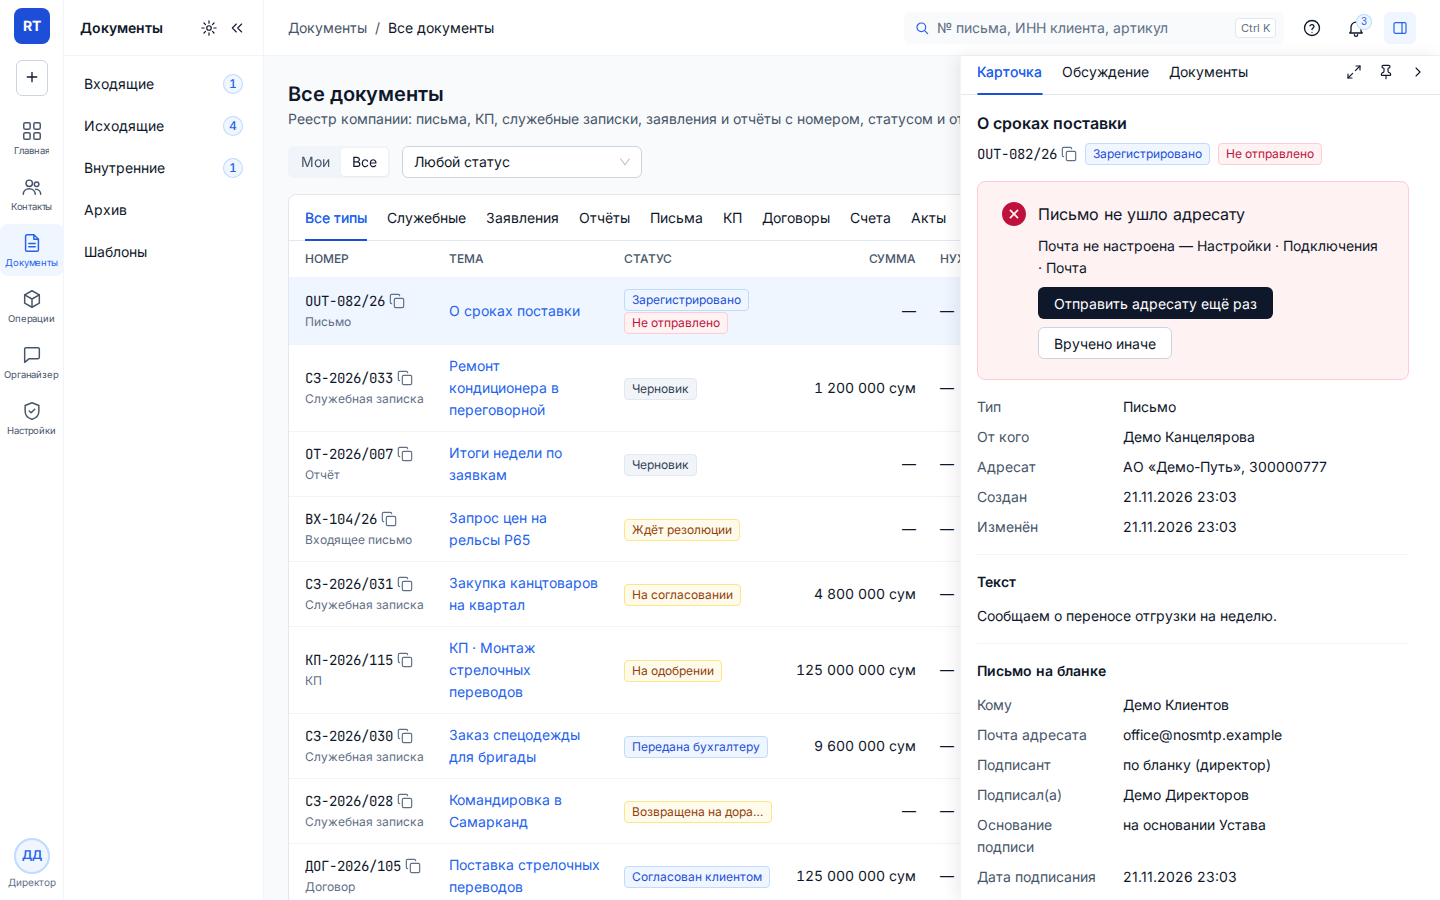 RT
Главная
Контакты
Документы
Операции
Органайзер
Настройки
ДД
Директор
Документы
Входящие 1
Исходящие 4
Внутренние 1
Архив
Шаблоны
Документы / Все документы
№ письма, ИНН клиента, артикул Ctrl K
3
Все документы
Реестр компании: письма, КП, служебные записки, заявления и отчёты с номером, статусом и от
Мои Все Любой статус
Все типы Служебные Заявления Отчёты Письма КП Договоры Счета Акты
НОМЕР ТЕМА СТАТУС СУММА НУЖ
OUT-082/26
Письмо
О сроках поставки
Зарегистрировано
Не отправлено
— —
СЗ-2026/033
Служебная записка
Ремонт
кондиционера в
переговорной
Черновик
1 200 000 сум —
ОТ-2026/007
Отчёт
Итоги недели по
заявкам
Черновик
— —
ВХ-104/26
Входящее письмо
Запрос цен на
рельсы Р65
Ждёт резолюции
— —
СЗ-2026/031
Служебная записка
Закупка канцтоваров
на квартал
На согласовании
4 800 000 сум —
КП-2026/115
КП
КП · Монтаж
стрелочных
переводов
На одобрении
125 000 000 сум —
СЗ-2026/030
Служебная записка
Заказ спецодежды
для бригады
Передана бухгалтеру
9 600 000 сум —
СЗ-2026/028
Служебная записка
Командировка в
Самарканд
Возвращена на дора...
— —
ДОГ-2026/105
Договор
Поставка стрелочных
переводов
Согласован клиентом
125 000 000 сум —
Карточка Обсуждение Документы
О сроках поставки
OUT-082/26 Зарегистрировано Не отправлено
Письмо не ушло адресату
Почта не настроена — Настройки · Подключения
· Почта
Отправить адресату ещё раз
Вручено иначе
Тип Письмо
От кого Демо Канцелярова
Адресат АО «Демо-Путь», 300000777
Создан 21.11.2026 23:03
Изменён 21.11.2026 23:03
Текст
Сообщаем о переносе отгрузки на неделю.
Письмо на бланке
Кому Демо Клиентов
Почта адресата office@nosmtp.example
Подписант по бланку (директор)
Подписал(а) Демо Директоров
Основание на основании Устава
подписи
Дата подписания 21.11.2026 23:03